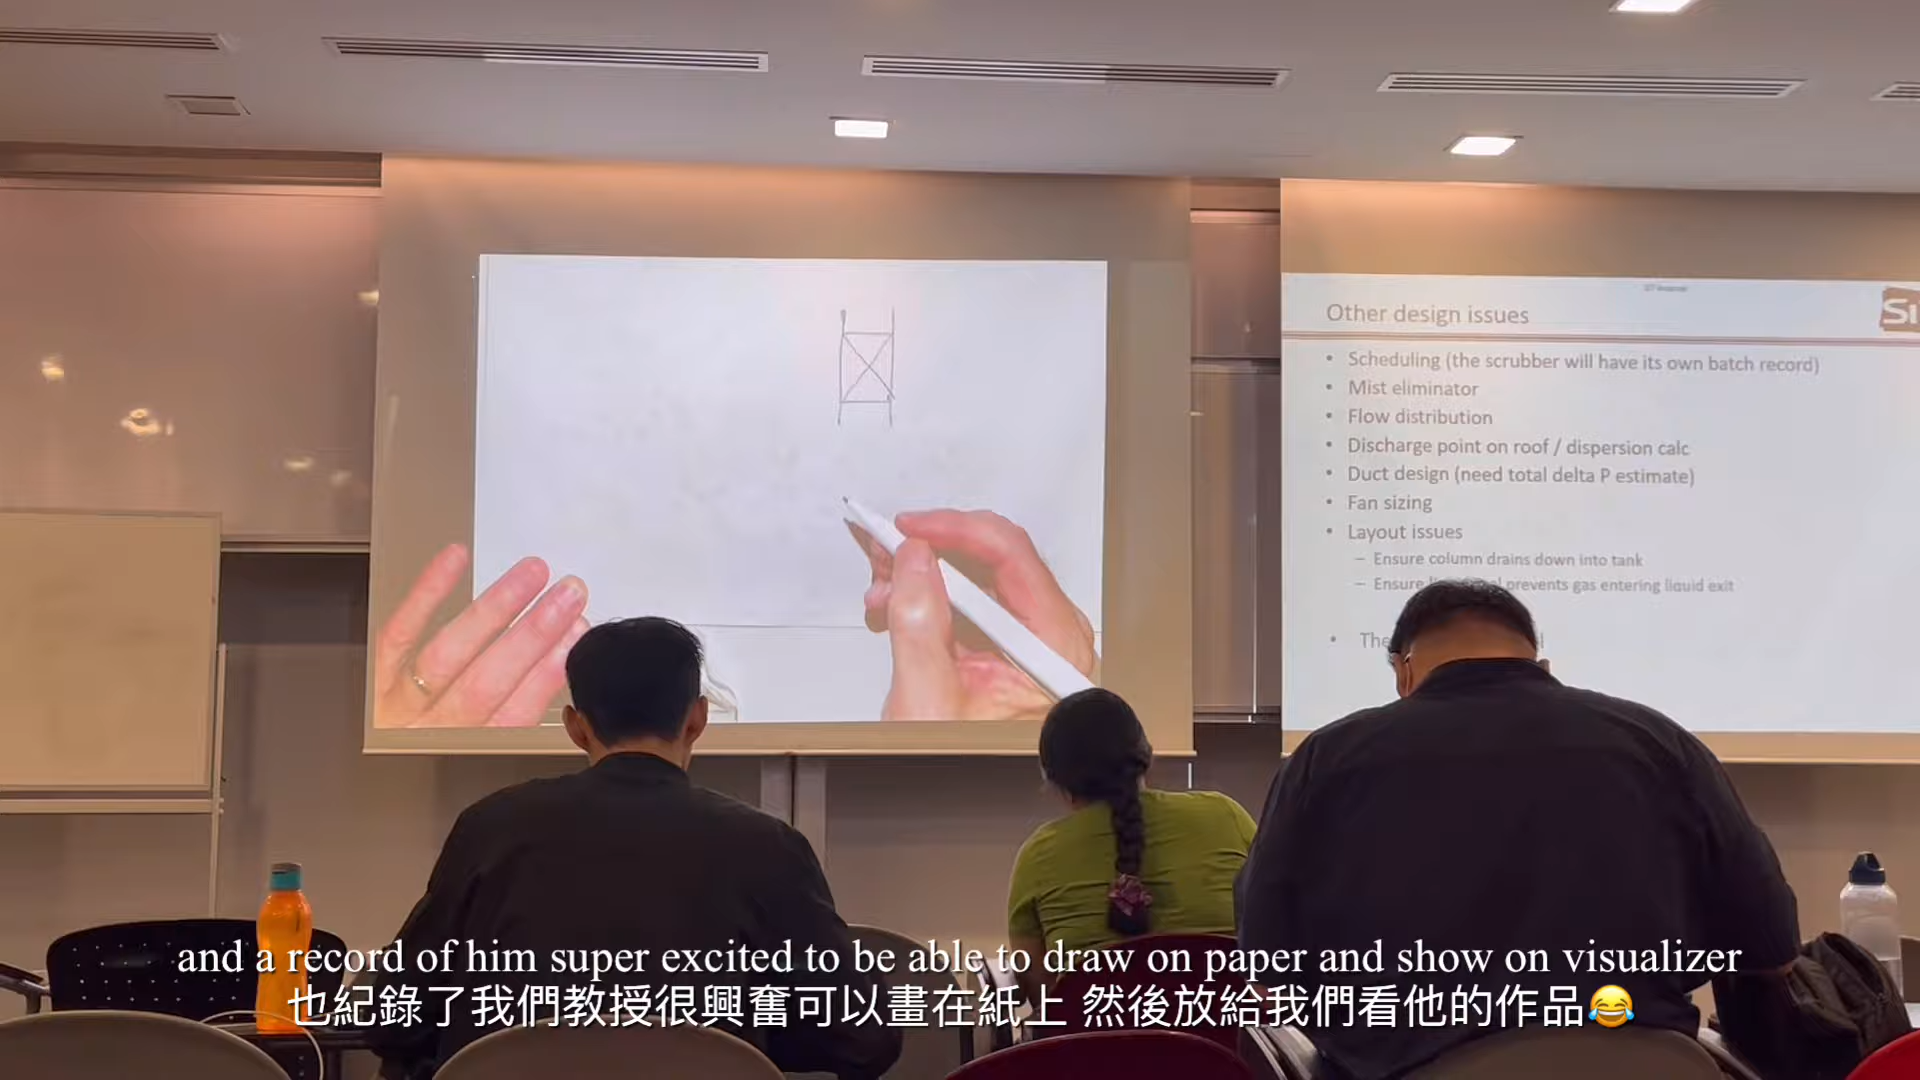 Other design issues
Si
• Scheduling (the scrubber will have its own batch record)
• Mist eliminator
• Flow distribution
• Discharge point on roof / dispersion calc
• Duct design (need total delta P estimate)
• Fan sizing
• Layout issues
– Ensure column drains down into tank
– Ensure prevents gas entering liquid exit
and a record of him super excited to be able to draw on paper and show on visualizer
也紀錄了我們教授很興奮可以畫在紙上 然後放給我們看他的作品😂